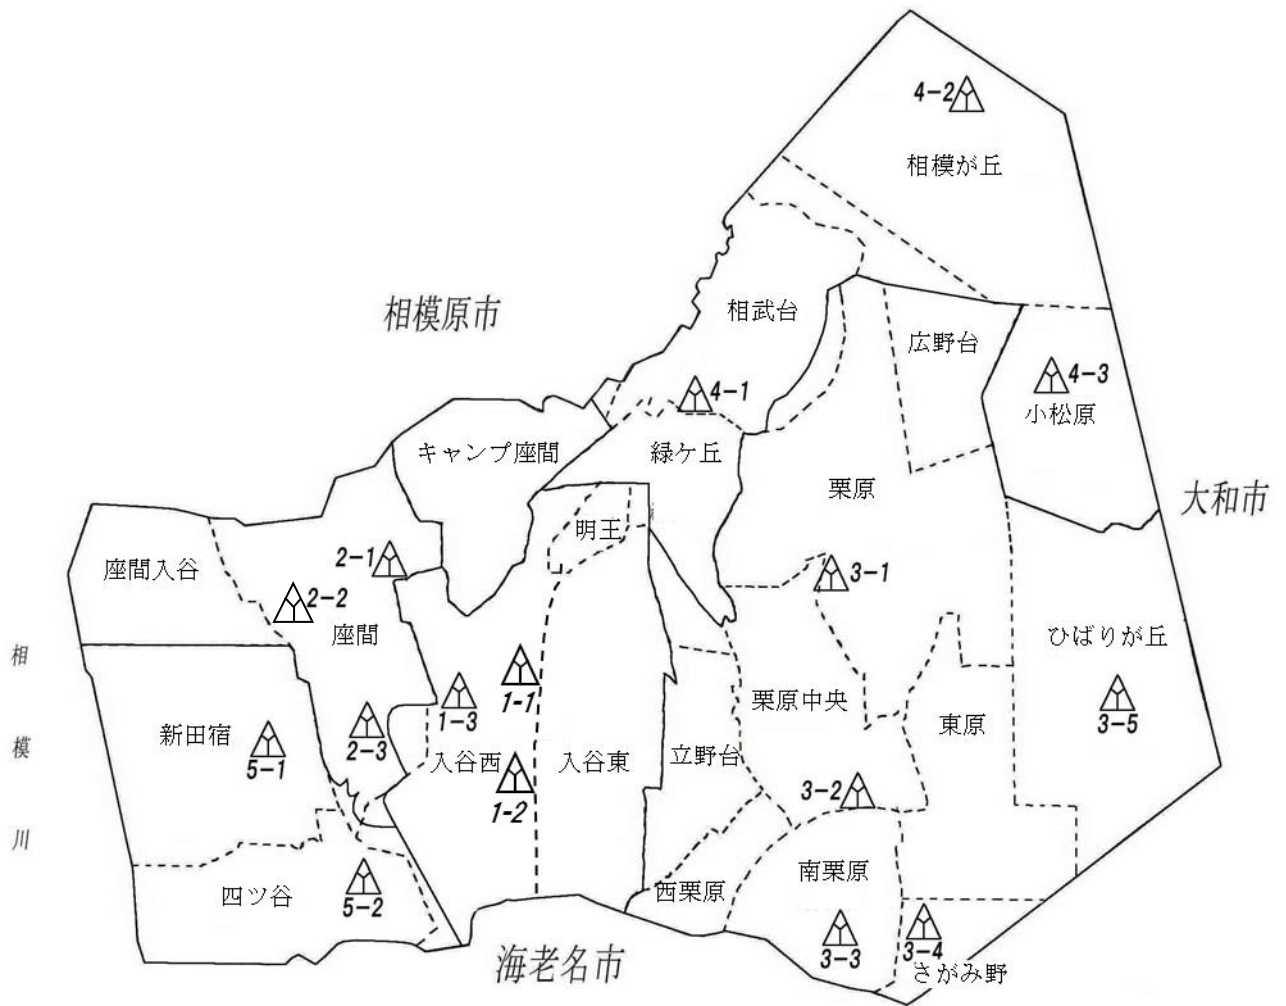 4-2
相模が丘
相模原市
相武台
広野台
4-1
4-3
小松原
キャンプ座間
緑ケ丘
栗原
大和市
明王
座間入谷
2-1
3-1
2-2
座間
ひばりが丘
相模川
1-1
1-3
栗原中央
3-5
新田宿
2-3
東原
5-1
入谷西
入谷東
立野台
1-2
3-2
南栗原
四ツ谷
5-2
西栗原
3-3
3-4
海老名市
さがみ野